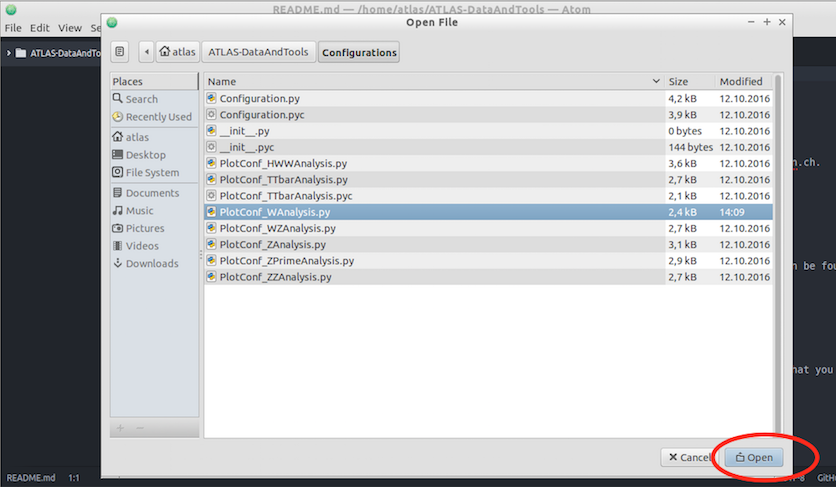 README.md — /home/atlas/ATLAS-DataAndTools — Atom
File Edit View Se
Open File
ATLAS-DataAndToo
atlas ATLAS-DataAndTools Configurations
Places
Search
Recently Used
atlas
Desktop
File System
Documents
Music
Pictures
Videos
Downloads
Name Size Modified
Configuration.py 4,2 kB 12.10.2016
Configuration.pyc 3,9 kB 12.10.2016
__init__.py 0 bytes 12.10.2016
__init__.pyc 144 bytes 12.10.2016
PlotConf_HWWAnalysis.py 3,6 kB 12.10.2016
PlotConf_TTbarAnalysis.py 2,7 kB 12.10.2016
PlotConf_TTbarAnalysis.pyc 2,1 kB 12.10.2016
PlotConf_WAnalysis.py 2,4 kB 14:09
PlotConf_WZAnalysis.py 2,7 kB 12.10.2016
PlotConf_ZAnalysis.py 3,1 kB 12.10.2016
PlotConf_ZPrimeAnalysis.py 2,9 kB 12.10.2016
PlotConf_ZZAnalysis.py 2,7 kB 12.10.2016
n.ch.
n be fou
hat you
Cancel Open
README.md 1:1
GitH